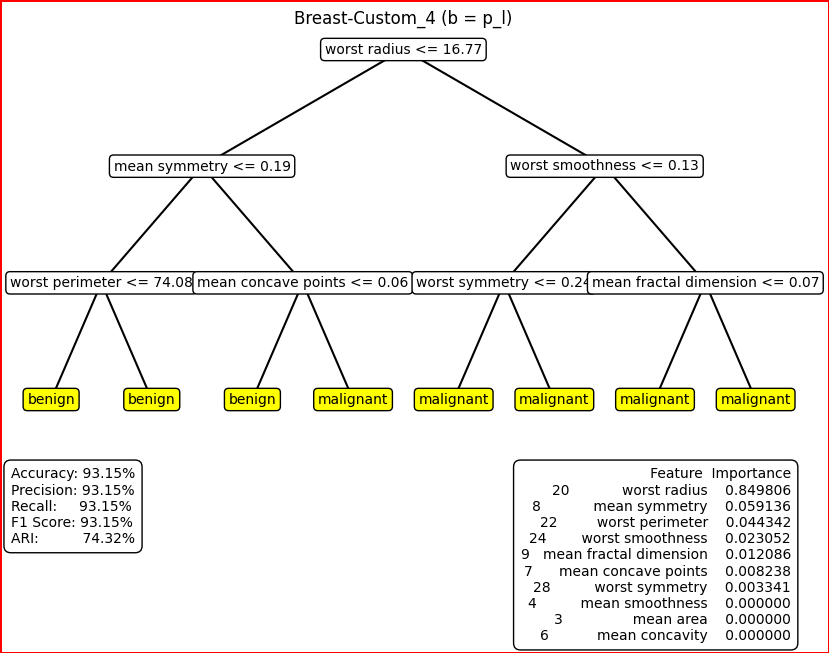 Breast-Custom_4 (b = p_l)
worst radius <= 16.77
mean symmetry <= 0.19
worst smoothness <= 0.13
worst perimeter <= 74.08
mean concave points <= 0.06
worst symmetry <= 0.24
mean fractal dimension <= 0.07
benign
benign
benign
malignant
malignant
malignant
malignant
malignant
Accuracy: 93.15%
Precision: 93.15%
Recall: 93.15%
F1 Score: 93.15%
ARI: 74.32%
Feature Importance
20 worst radius 0.849806
8 mean symmetry 0.059136
22 worst perimeter 0.044342
24 worst smoothness 0.023052
9 mean fractal dimension 0.012086
7 mean concave points 0.008238
28 worst symmetry 0.003341
4 mean smoothness 0.000000
3 mean area 0.000000
6 mean concavity 0.000000